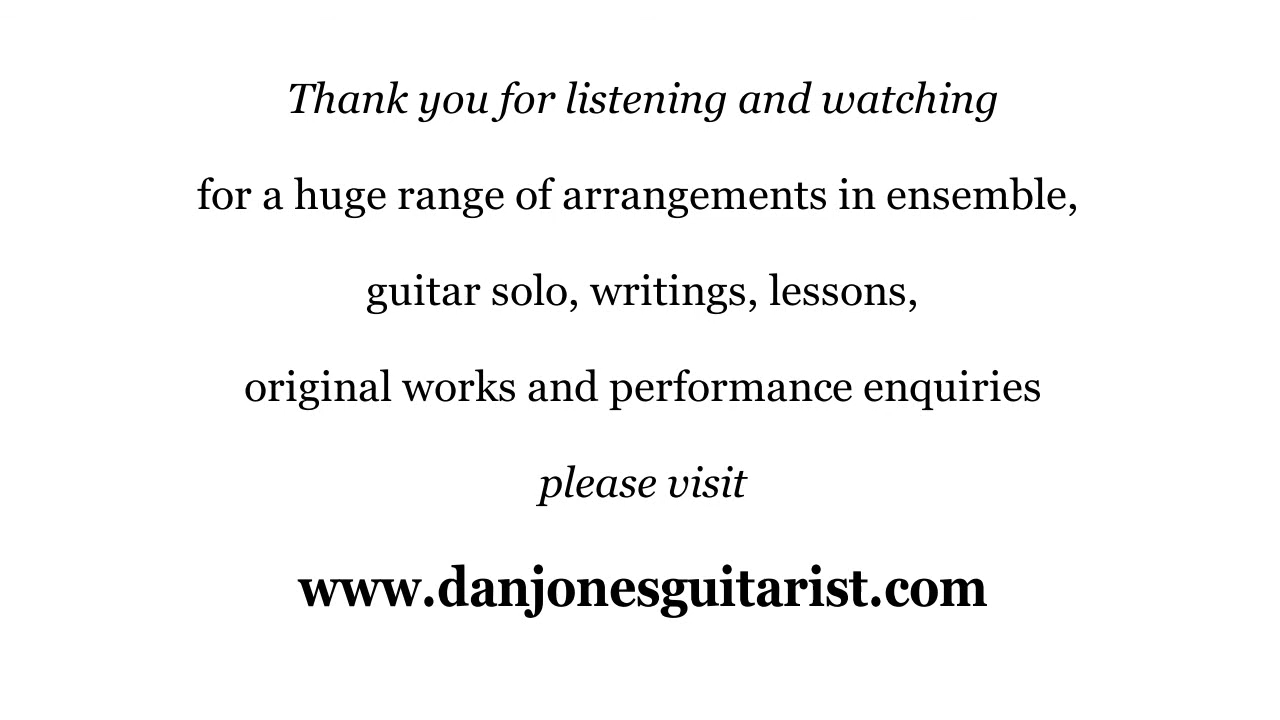 Thank you for listening and watching
for a huge range of arrangements in ensemble,
guitar solo, writings, lessons,
original works and performance enquiries
please visit
www.danjonesguitarist.com